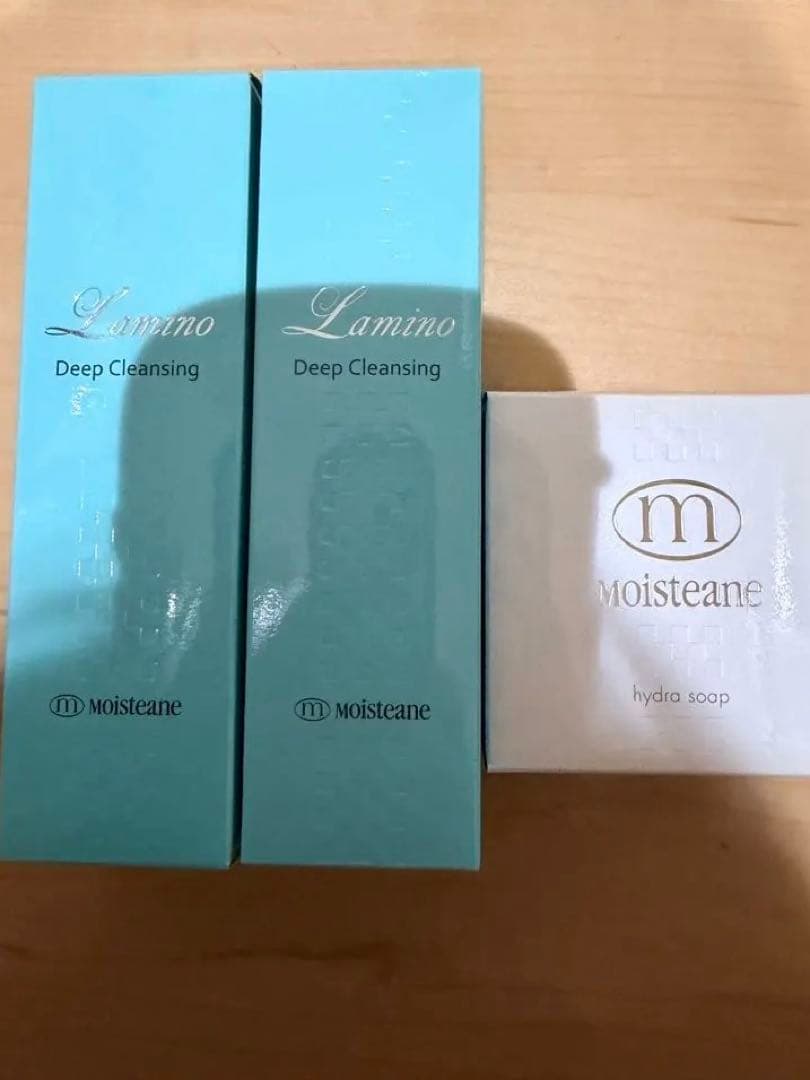 Lamino
Deep Cleansing
m Moisteane
Lamino
Deep Cleansing
m Moisteane
m
Moisteane
hydra soap